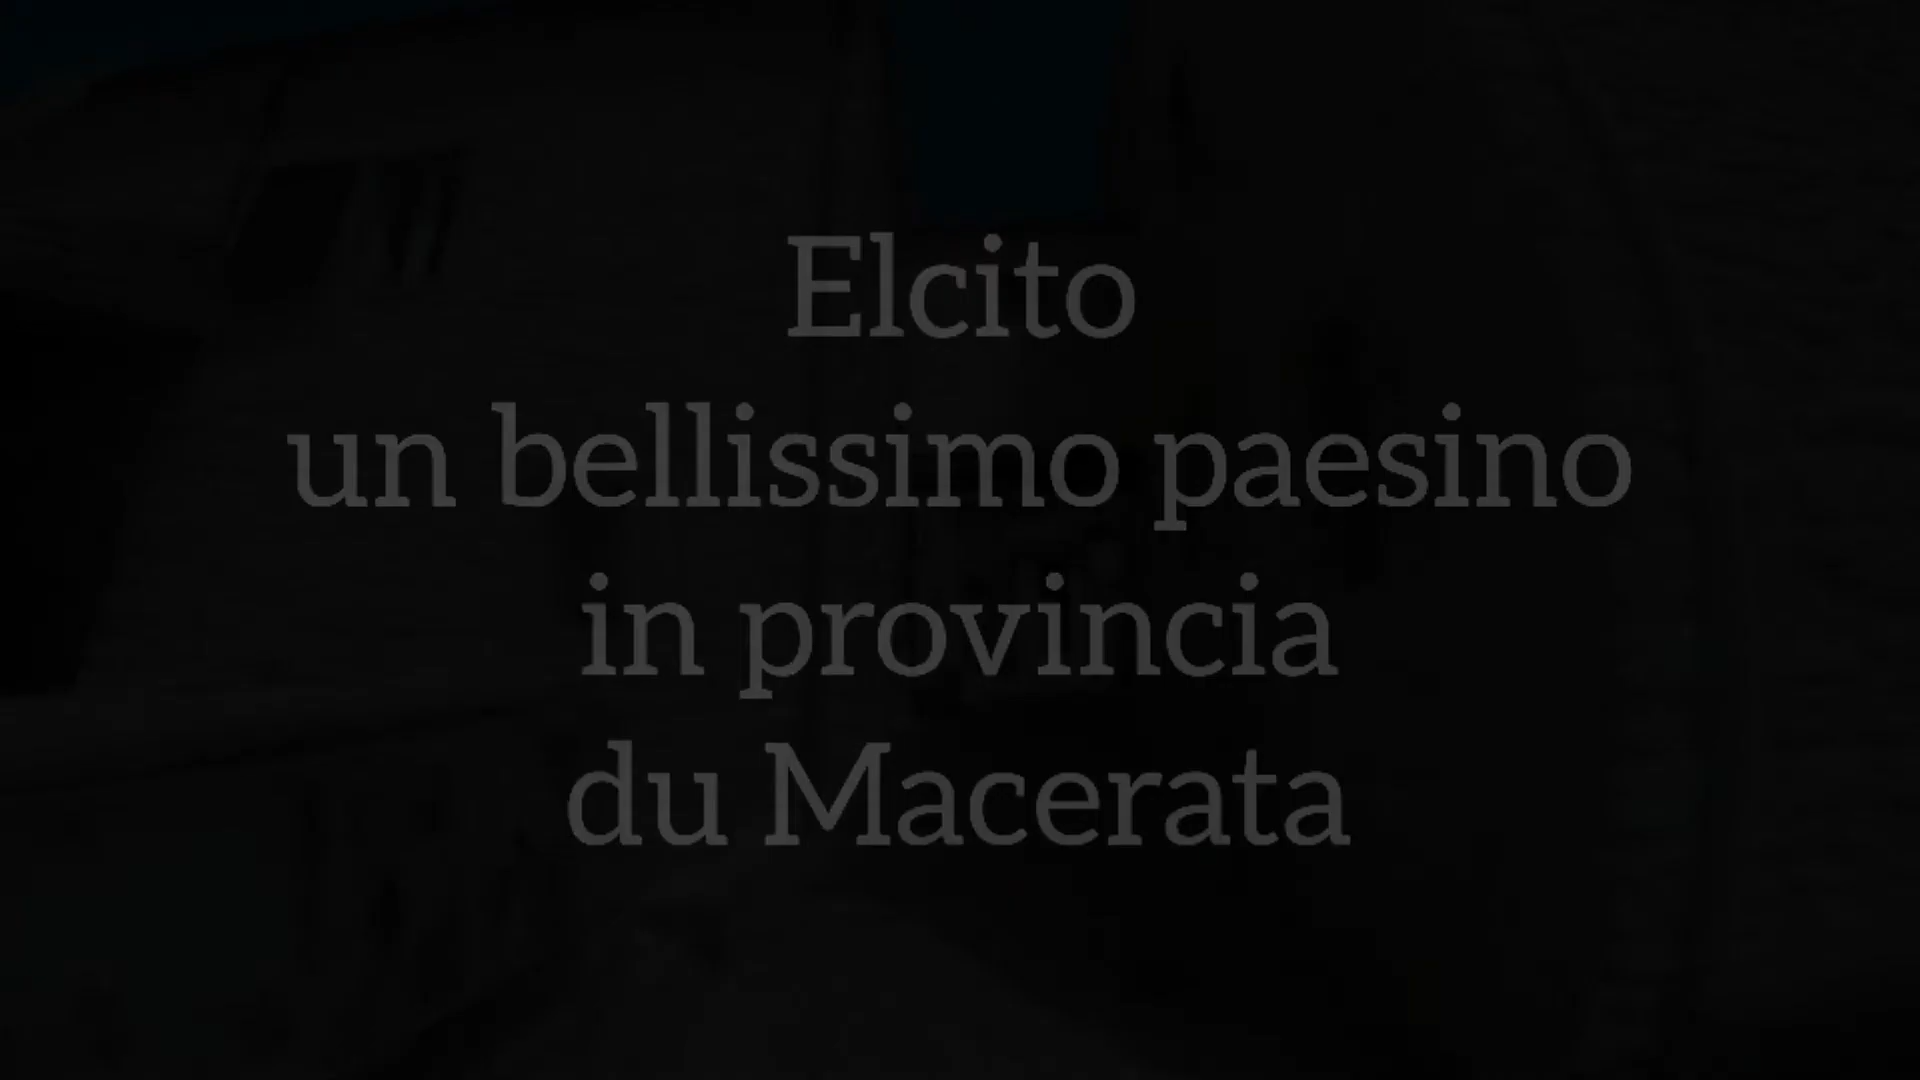 Elcito
un bellissimo paesino
in provincia
du Macerata